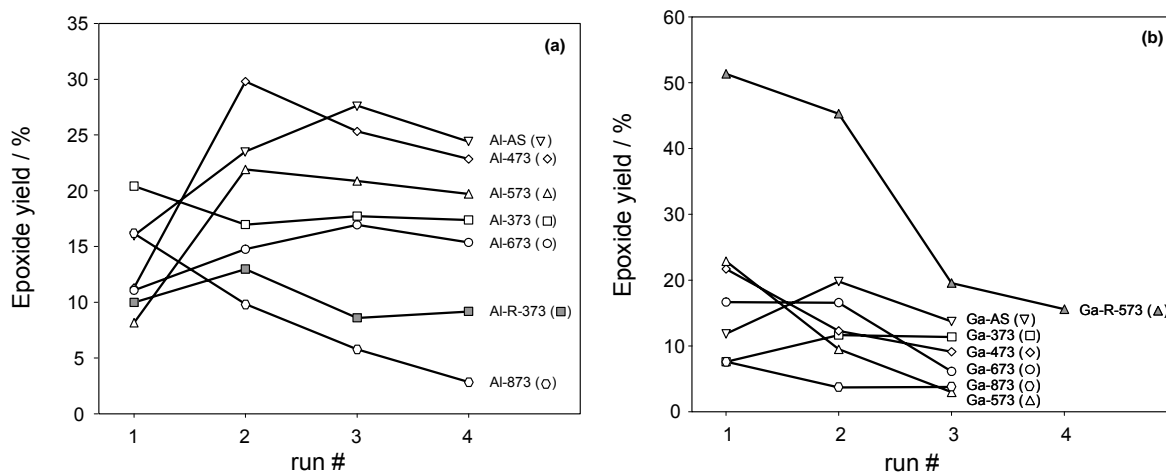 (a)
Epoxide yield / %
35
30
25
20
15
10
5
0
1 2 3 4
run #
Al-AS (▽)
Al-473 (◇)
Al-573 (△)
Al-373 (□)
Al-673 (○)
Al-R-373 (■)
Al-873 (⬡)
(b)
Epoxide yield / %
60
50
40
30
20
10
0
1 2 3 4
run #
Ga-R-573 (▲)
Ga-AS (▽)
Ga-373 (□)
Ga-473 (◇)
Ga-673 (○)
Ga-873 (⬡)
Ga-573 (△)